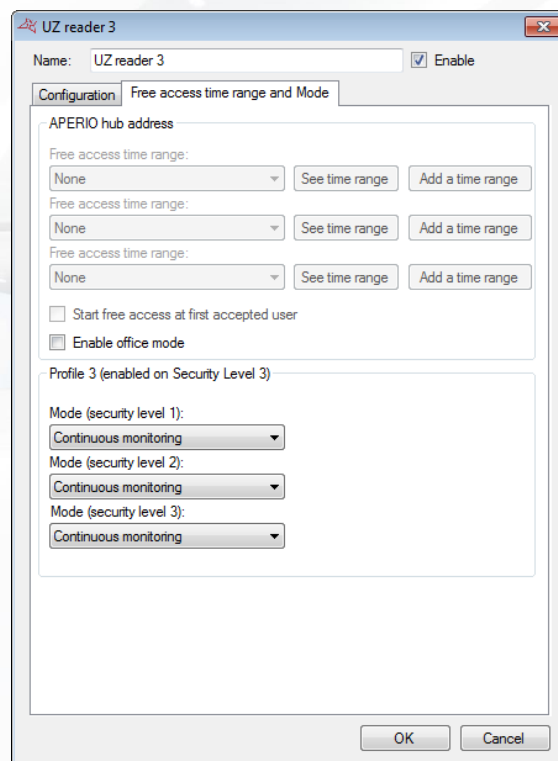 UZ reader 3
Name: UZ reader 3 Enable
Configuration Free access time range and Mode
APERIO hub address
Free access time range:
None See time range Add a time range
Free access time range:
None See time range Add a time range
Free access time range:
None See time range Add a time range
Start free access at first accepted user
Enable office mode
Profile 3 (enabled on Security Level 3)
Mode (security level 1):
Continuous monitoring
Mode (security level 2):
Continuous monitoring
Mode (security level 3):
Continuous monitoring
OK Cancel